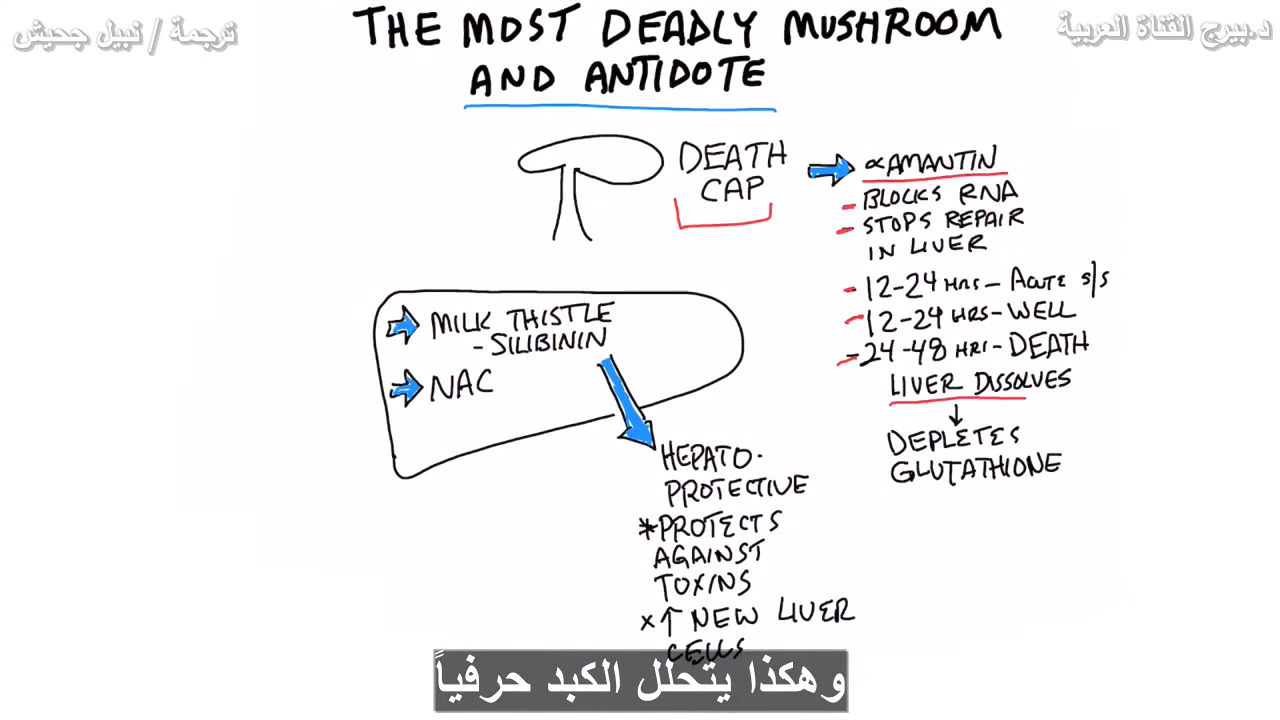 ترجمة / نبيل جحيش
د.بيرج القناة العربية
THE MOST DEADLY MUSHROOM
AND ANTIDOTE
DEATH
CAP
∝AMANTIN
- BLOCKS RNA
- STOPS REPAIR
IN LIVER
- 12-24 HRS - ACUTE S/S
- 12-24 HRS - WELL
- 24-48 HRS - DEATH
LIVER DISSOLVES
↓
DEPLETES
GLUTATHIONE
MILK THISTLE
- SILIBININ
NAC
HEPATO-
PROTECTIVE
*PROTECTS
AGAINST
TOXINS
x↑ NEW LIVER
CELLS
وهكذا يتحلل الكبد حرفياً